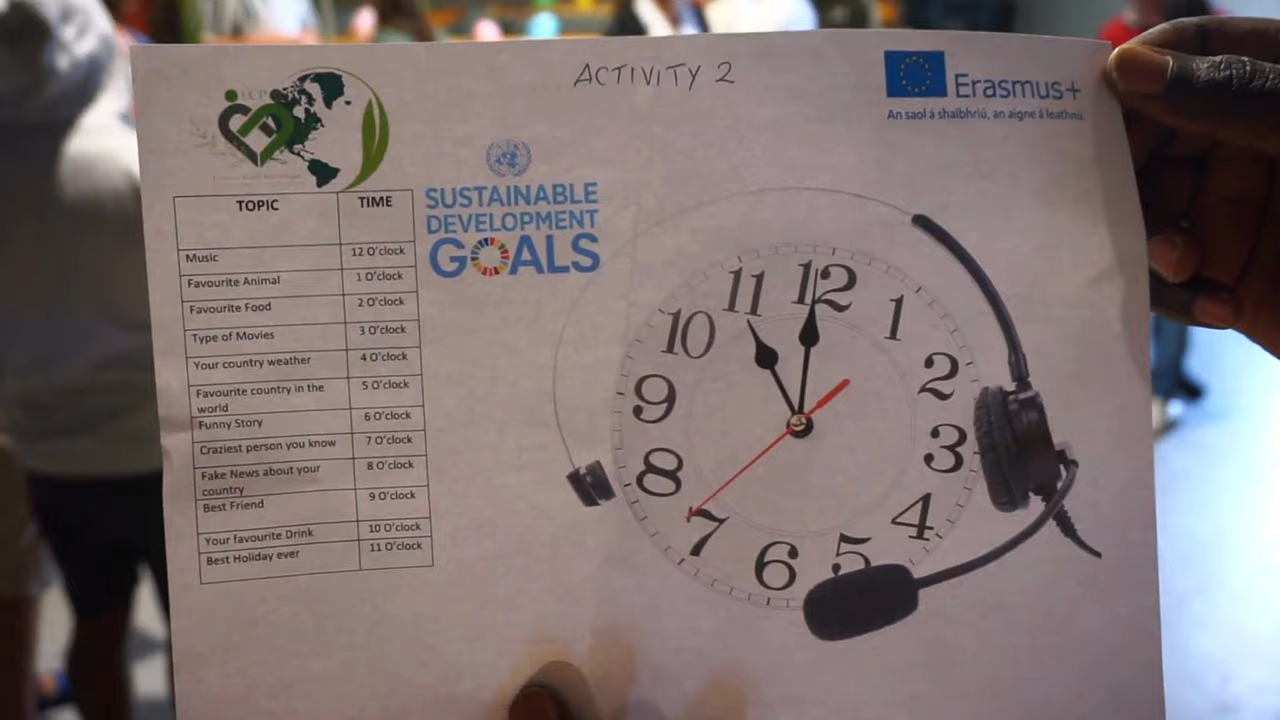 ACTIVITY 2
Erasmus+
An saol á shaibhriú, an aigne á leathnú.
SUSTAINABLE
DEVELOPMENT
GOALS
TOPIC TIME
Music 12 O'clock
Favourite Animal 1 O'clock
Favourite Food 2 O'clock
Type of Movies 3 O'clock
Your country weather 4 O'clock
Favourite country in the 5 O'clock
world
Funny Story 6 O'clock
Craziest person you know 7 O'clock
Fake News about your 8 O'clock
country
Best Friend 9 O'clock
Your favourite Drink 10 O'clock
Best Holiday ever 11 O'clock
12
1
2
3
4
5
6
7
8
9
10
11